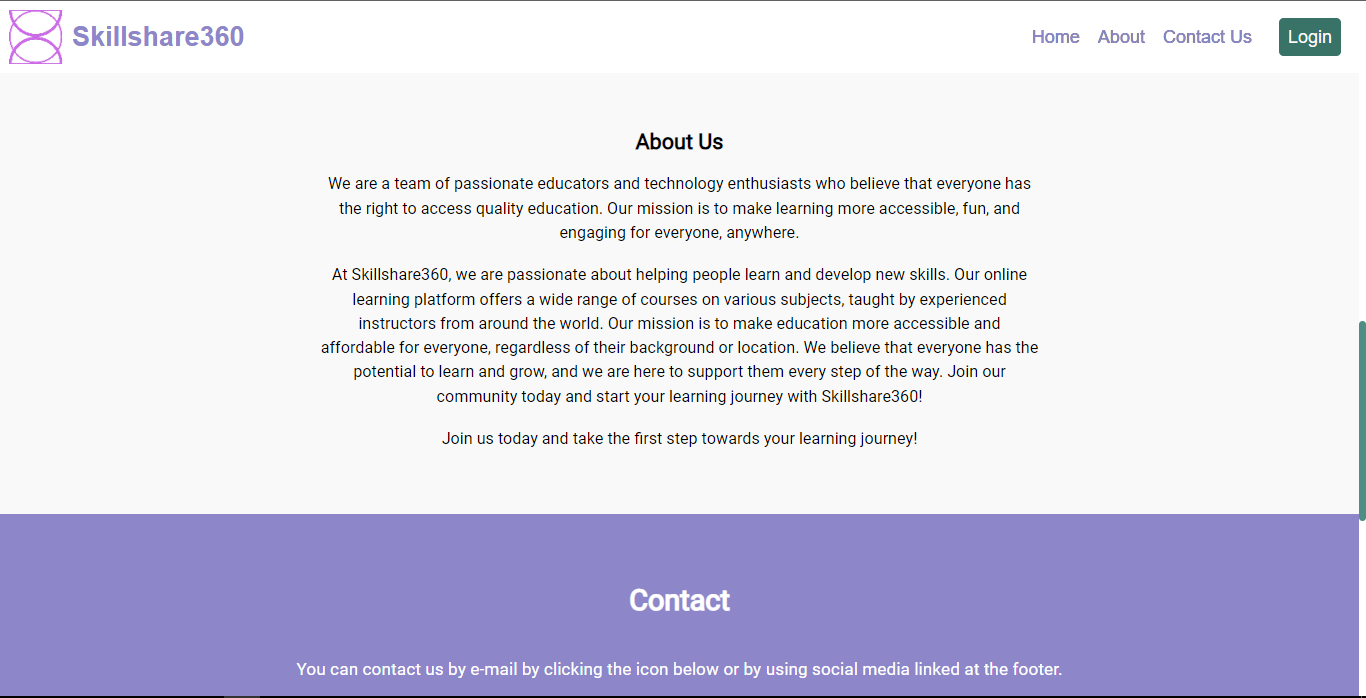 Skillshare360
Home About Contact Us Login
About Us
We are a team of passionate educators and technology enthusiasts who believe that everyone has
the right to access quality education. Our mission is to make learning more accessible, fun, and
engaging for everyone, anywhere.
At Skillshare360, we are passionate about helping people learn and develop new skills. Our online
learning platform offers a wide range of courses on various subjects, taught by experienced
instructors from around the world. Our mission is to make education more accessible and
affordable for everyone, regardless of their background or location. We believe that everyone has the
potential to learn and grow, and we are here to support them every step of the way. Join our
community today and start your learning journey with Skillshare360!
Join us today and take the first step towards your learning journey!
Contact
You can contact us by e-mail by clicking the icon below or by using social media linked at the footer.